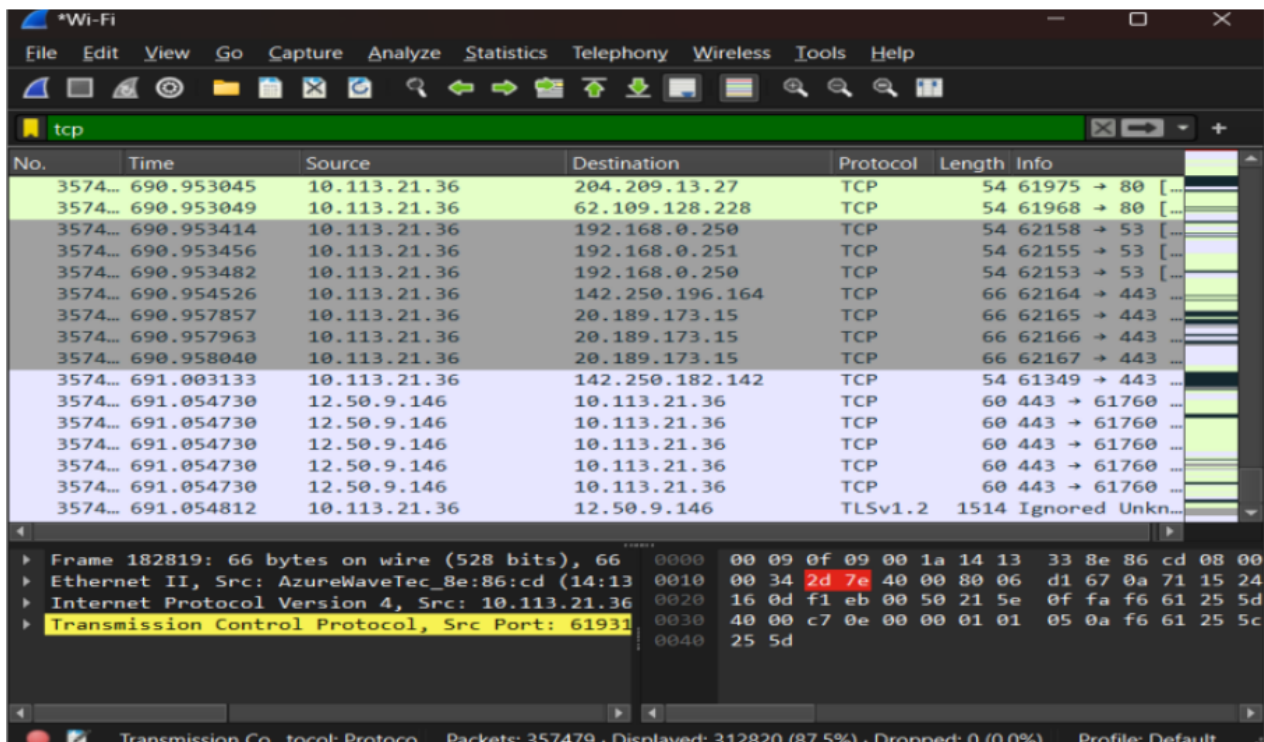 *Wi-Fi
File Edit View Go Capture Analyze Statistics Telephony Wireless Tools Help
tcp
No. Time Source Destination Protocol Length Info
3574… 690.953045 10.113.21.36 204.209.13.27 TCP 54 61975 → 80 […
3574… 690.953049 10.113.21.36 62.109.128.228 TCP 54 61968 → 80 […
3574… 690.953414 10.113.21.36 192.168.0.250 TCP 54 62158 → 53 […
3574… 690.953456 10.113.21.36 192.168.0.251 TCP 54 62155 → 53 […
3574… 690.953482 10.113.21.36 192.168.0.250 TCP 54 62153 → 53 […
3574… 690.954526 10.113.21.36 142.250.196.164 TCP 66 62164 → 443 …
3574… 690.957857 10.113.21.36 20.189.173.15 TCP 66 62165 → 443 …
3574… 690.957963 10.113.21.36 20.189.173.15 TCP 66 62166 → 443 …
3574… 690.958040 10.113.21.36 20.189.173.15 TCP 66 62167 → 443 …
3574… 691.003133 10.113.21.36 142.250.182.142 TCP 54 61349 → 443 …
3574… 691.054730 12.50.9.146 10.113.21.36 TCP 60 443 → 61760 …
3574… 691.054730 12.50.9.146 10.113.21.36 TCP 60 443 → 61760 …
3574… 691.054730 12.50.9.146 10.113.21.36 TCP 60 443 → 61760 …
3574… 691.054730 12.50.9.146 10.113.21.36 TCP 60 443 → 61760 …
3574… 691.054730 12.50.9.146 10.113.21.36 TCP 60 443 → 61760 …
3574… 691.054812 10.113.21.36 12.50.9.146 TLSv1.2 1514 Ignored Unkn…
Frame 182819: 66 bytes on wire (528 bits), 66
Ethernet II, Src: AzureWaveTec_8e:86:cd (14:13
Internet Protocol Version 4, Src: 10.113.21.36
Transmission Control Protocol, Src Port: 61931
0000 00 09 0f 09 00 1a 14 13 33 8e 86 cd 08 00
0010 00 34 2d 7e 40 00 80 06 d1 67 0a 71 15 24
0020 16 0d f1 eb 00 50 21 5e 0f fa f6 61 25 5d
0030 40 00 c7 0e 00 00 01 01 05 0a f6 61 25 5c
0040 25 5d
Transmission Co…tocol: Protoco… Packets: 357479 · Displayed: 312820 (87.5%) · Dropped: 0 (0.0%) Profile: Default